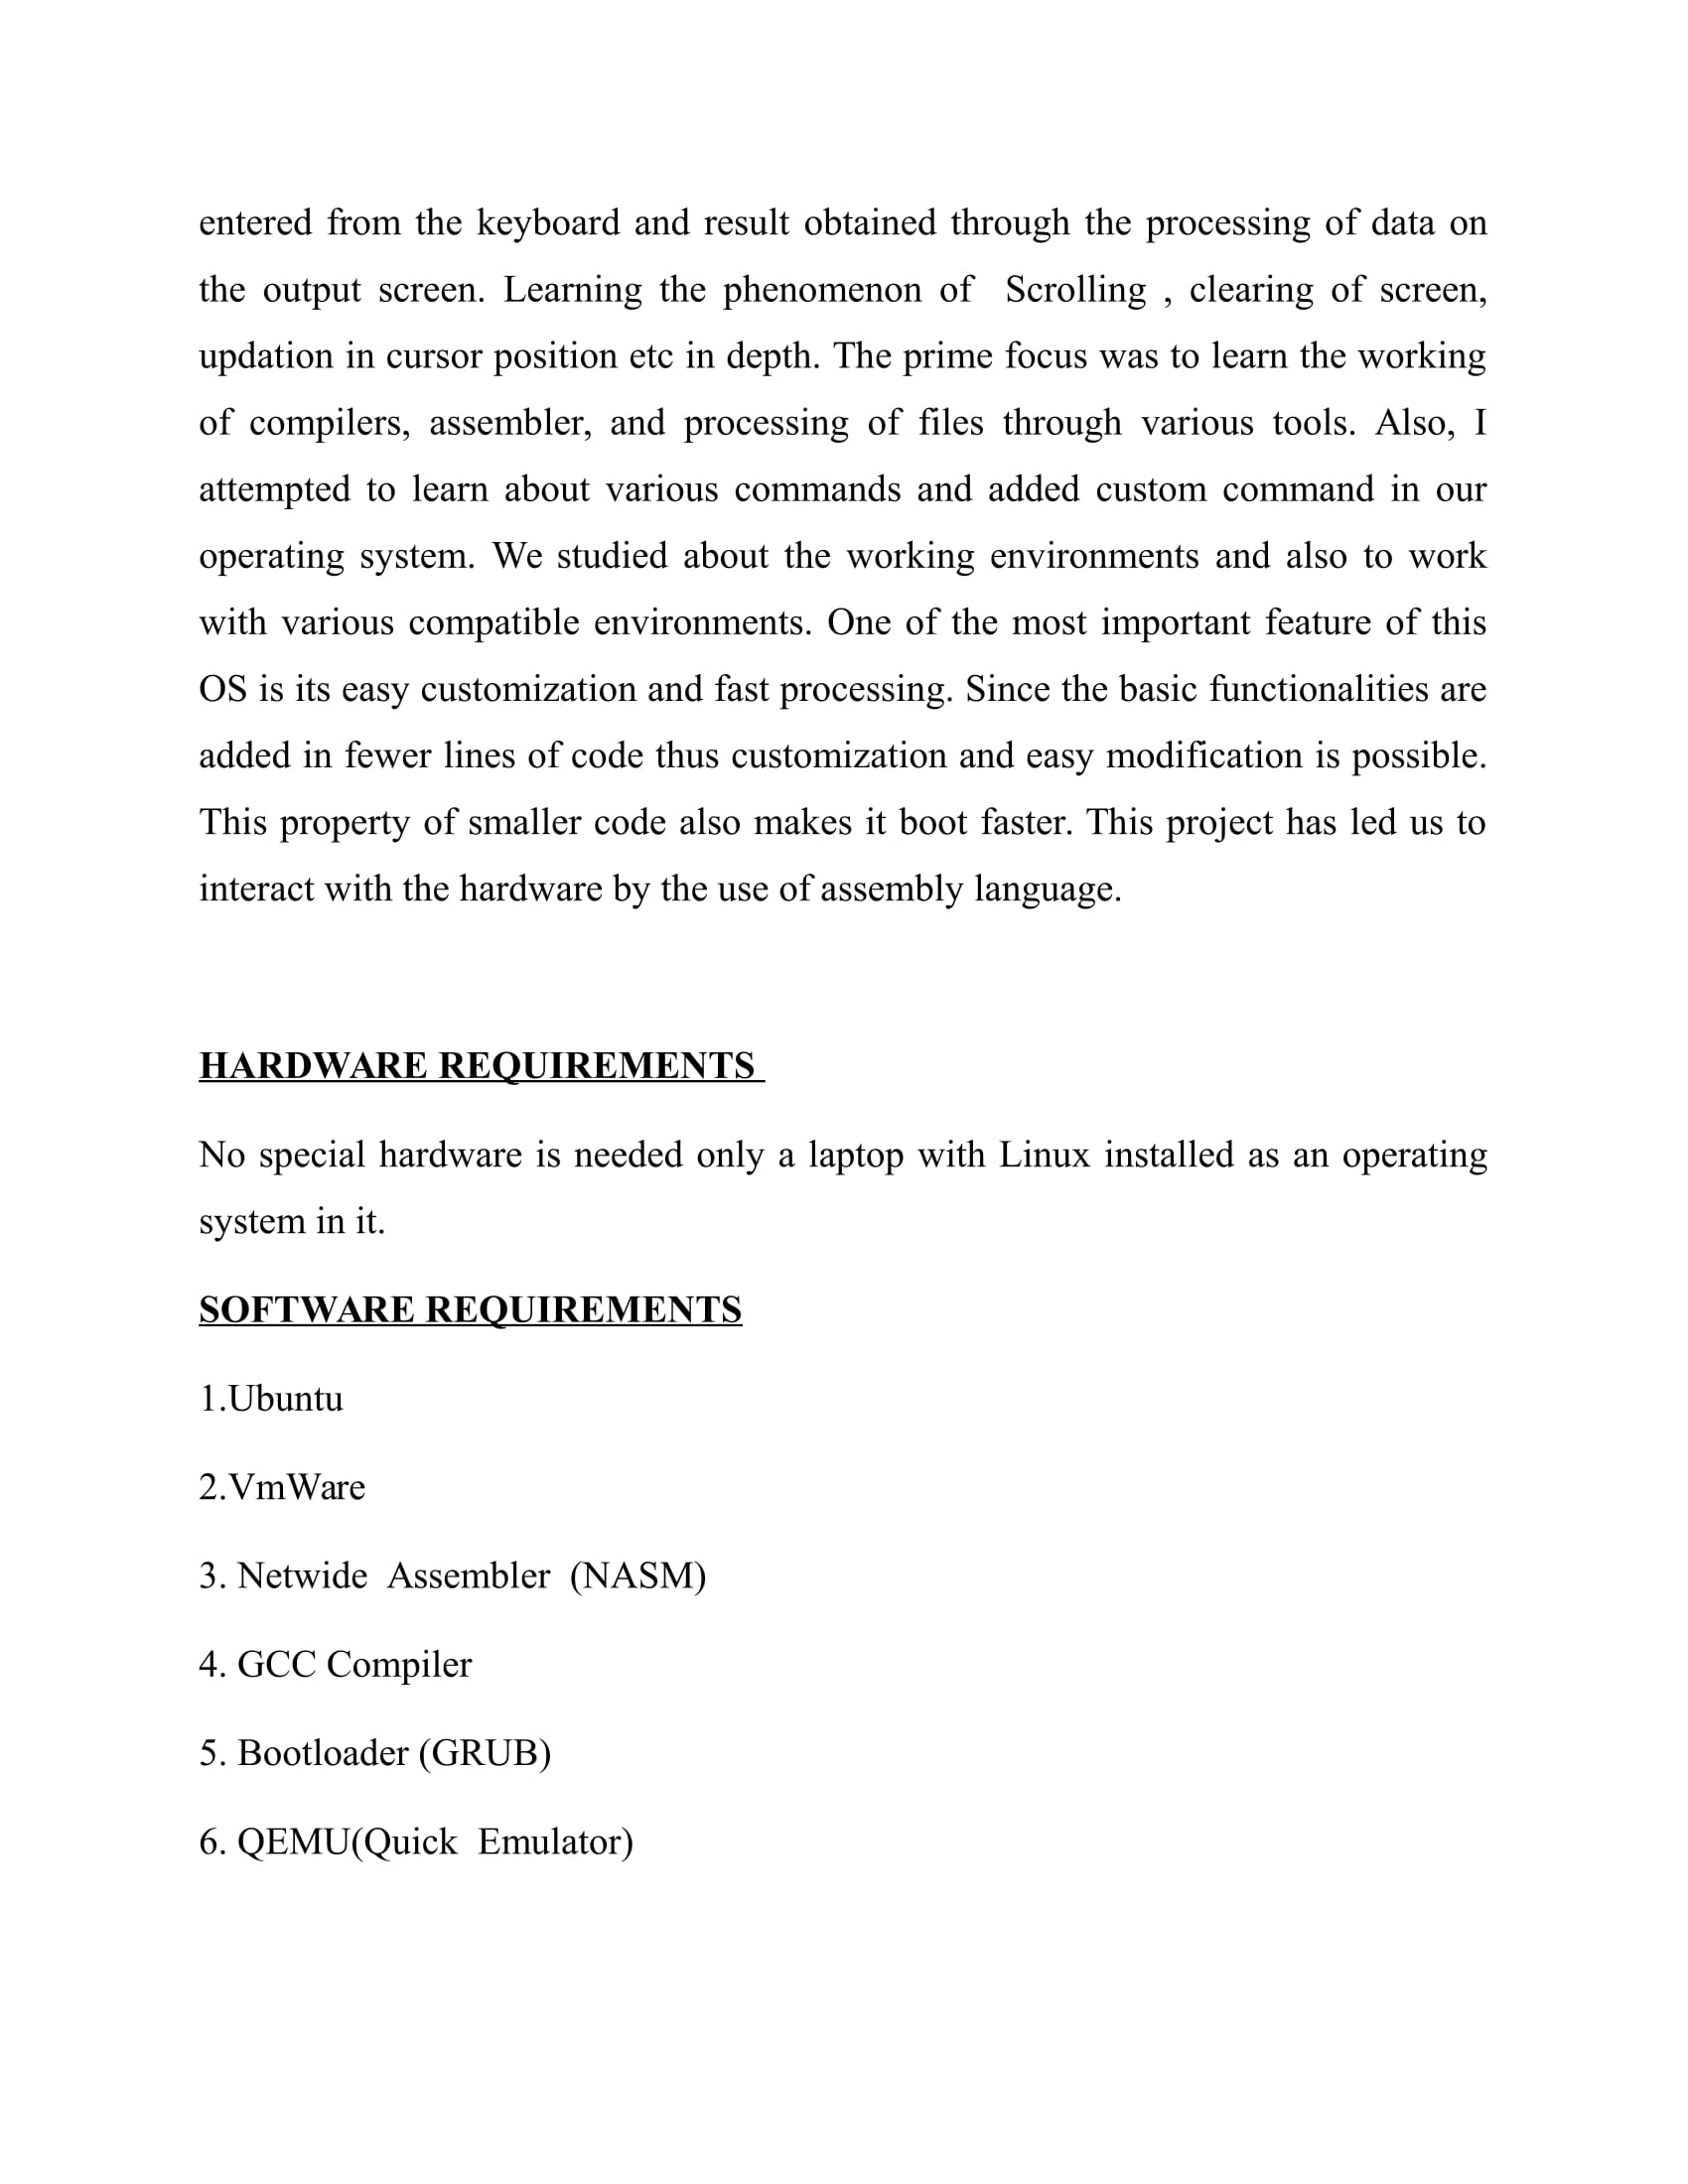 entered from the keyboard and result obtained through the processing of data on
the output screen. Learning the phenomenon of  Scrolling , clearing of screen,
updation in cursor position etc in depth. The prime focus was to learn the working
of compilers, assembler, and processing of files through various tools. Also, I
attempted to learn about various commands and added custom command in our
operating system. We studied about the working environments and also to work
with various compatible environments. One of the most important feature of this
OS is its easy customization and fast processing. Since the basic functionalities are
added in fewer lines of code thus customization and easy modification is possible.
This property of smaller code also makes it boot faster. This project has led us to
interact with the hardware by the use of assembly language.
HARDWARE REQUIREMENTS
No special hardware is needed only a laptop with Linux installed as an operating
system in it.
SOFTWARE REQUIREMENTS
1.Ubuntu
2.VmWare
3. Netwide  Assembler  (NASM)
4. GCC Compiler
5. Bootloader (GRUB)
6. QEMU(Quick  Emulator)